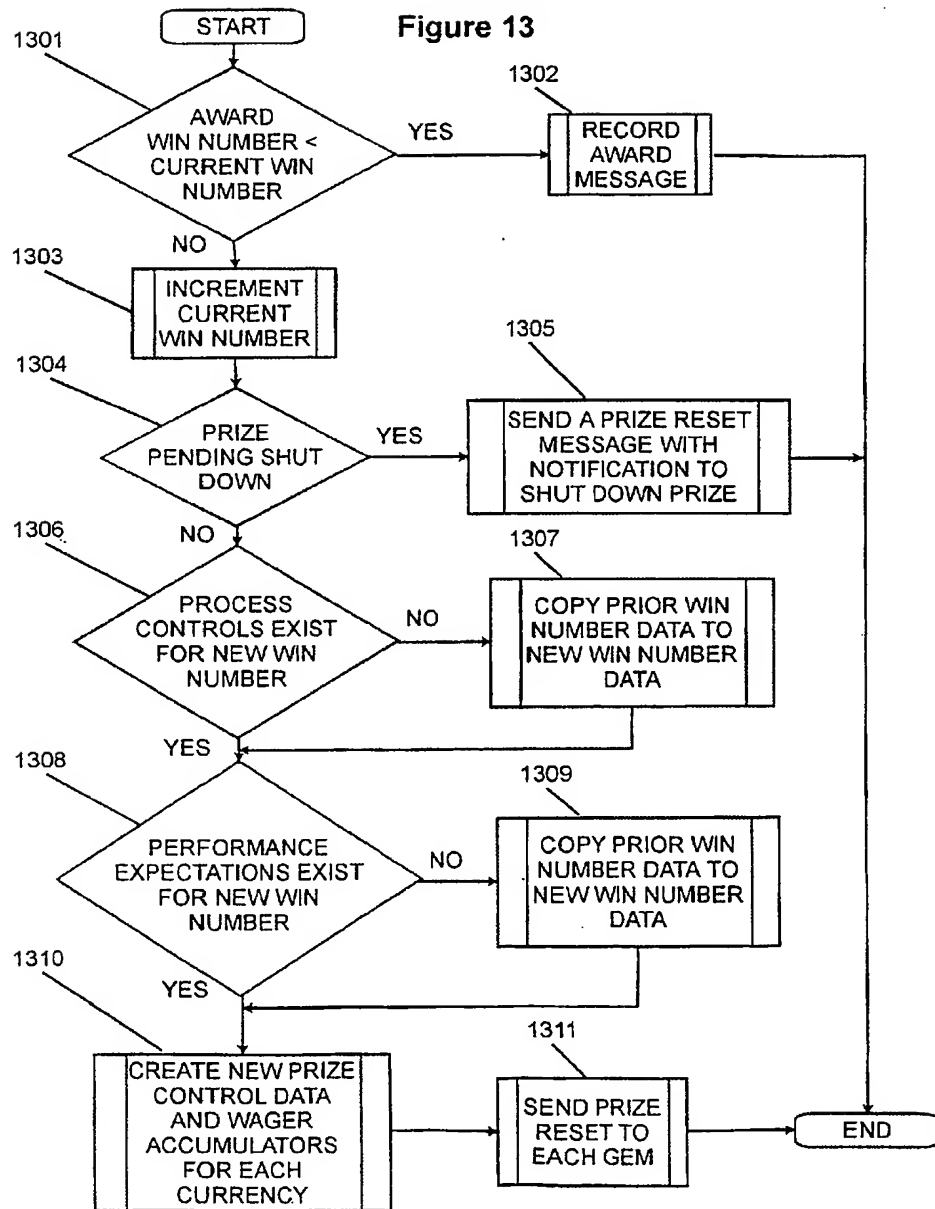 START
Figure 13
1301
1302
AWARD
WIN NUMBER <
CURRENT WIN
NUMBER
YES
RECORD
AWARD
MESSAGE
NO
1303
INCREMENT
CURRENT
WIN NUMBER
1304
1305
PRIZE
PENDING SHUT
DOWN
YES
SEND A PRIZE RESET
MESSAGE WITH
NOTIFICATION TO
SHUT DOWN PRIZE
NO
1306
1307
PROCESS
CONTROLS EXIST
FOR NEW WIN
NUMBER
NO
COPY PRIOR WIN
NUMBER DATA TO
NEW WIN NUMBER
DATA
YES
1308
1309
PERFORMANCE
EXPECTATIONS EXIST
FOR NEW WIN
NUMBER
NO
COPY PRIOR WIN
NUMBER DATA TO
NEW WIN NUMBER
DATA
YES
1310
1311
CREATE NEW PRIZE
CONTROL DATA
AND WAGER
ACCUMULATORS
FOR EACH
CURRENCY
SEND PRIZE
RESET TO
EACH GEM
END